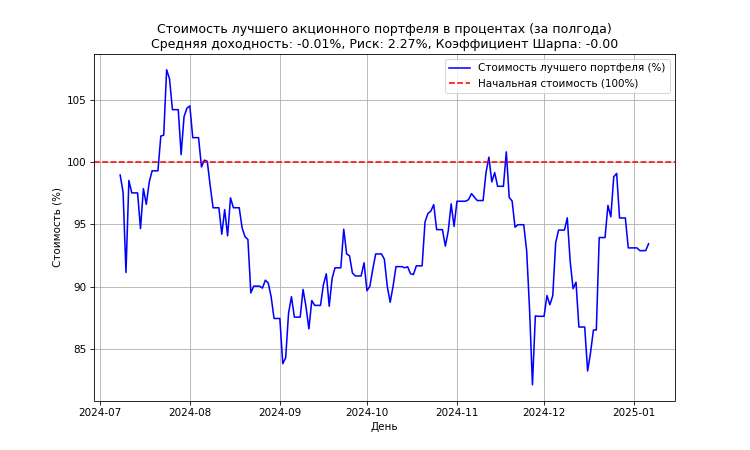 Стоимость лучшего акционного портфеля в процентах (за полгода)
Средняя доходность: -0.01%, Риск: 2.27%, Коэффициент Шарпа: -0.00
Стоимость лучшего портфеля (%)
Начальная стоимость (100%)
Стоимость (%)
105
100
95
90
85
2024-07
2024-08
2024-09
2024-10
2024-11
2024-12
2025-01
День